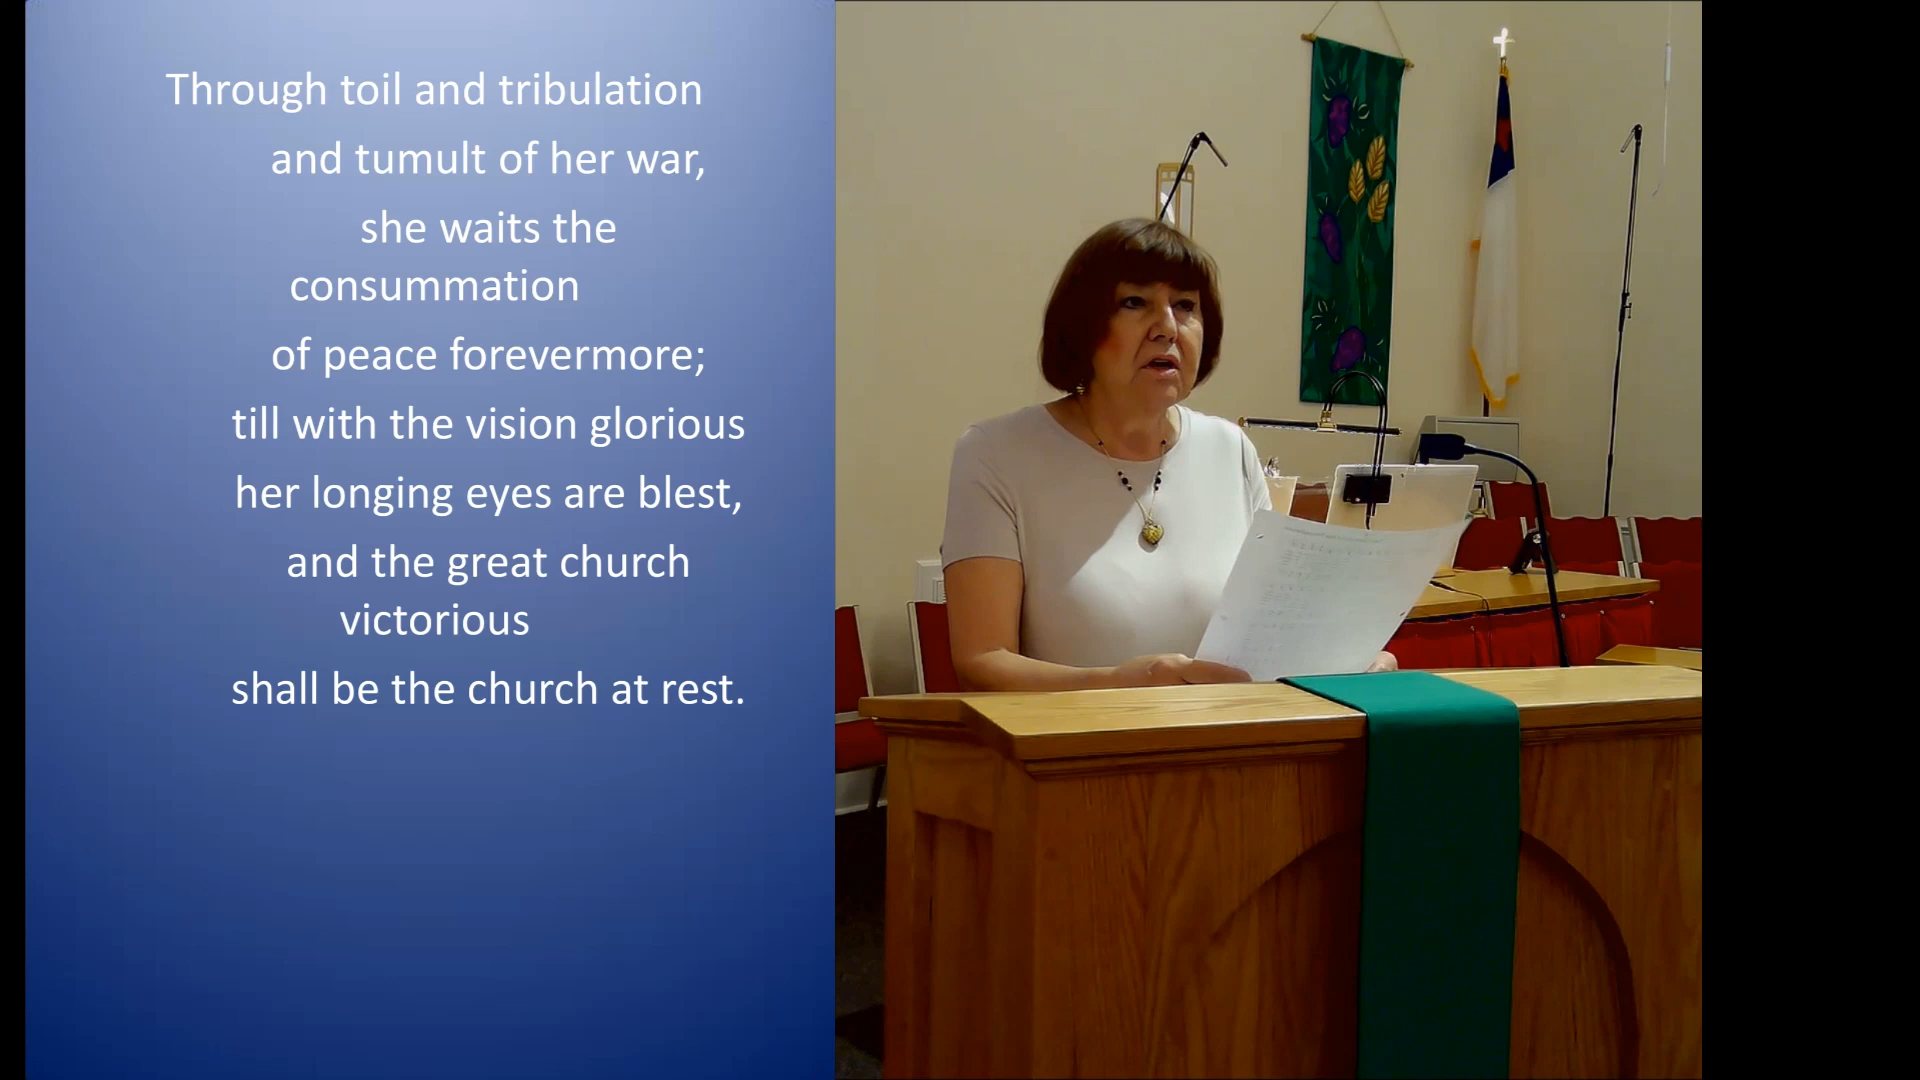 Through toil and tribulation
and tumult of her war,
she waits the
consummation
of peace forevermore;
till with the vision glorious
her longing eyes are blest,
and the great church
victorious
shall be the church at rest.